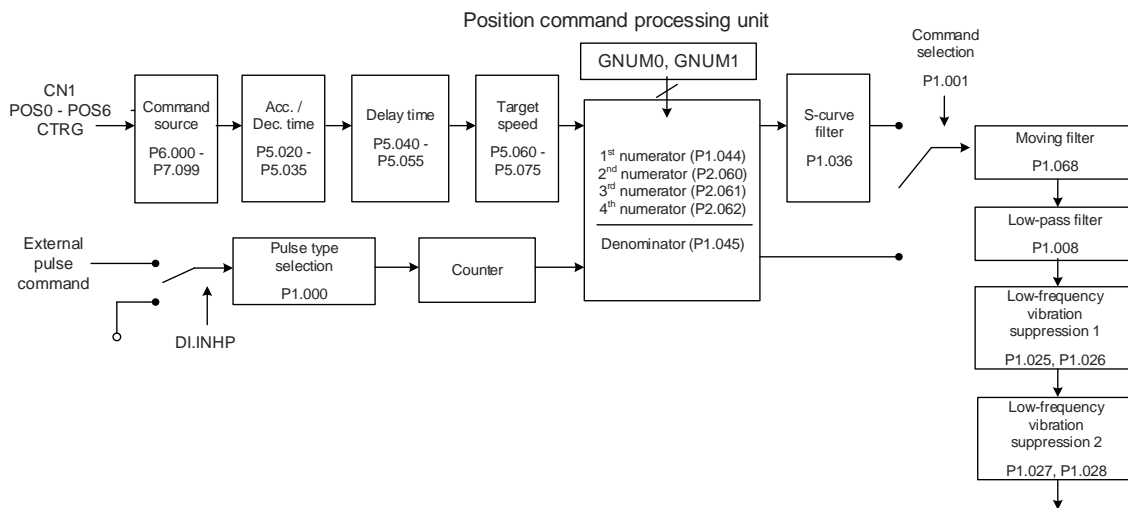 Position command processing unit
GNUM0, GNUM1
Command
selection
P1.001
CN1
POS0 - POS6
CTRG
Command
source
P6.000 -
P7.099
Acc. /
Dec. time
P5.020 -
P5.035
Delay time
P5.040 -
P5.055
Target
speed
P5.060 -
P5.075
1st numerator (P1.044)
2nd numerator (P2.060)
3rd numerator (P2.061)
4th numerator (P2.062)
Denominator (P1.045)
S-curve
filter
P1.036
Moving filter
P1.068
Low-pass filter
P1.008
Low-frequency
vibration
suppression 1
P1.025, P1.026
Low-frequency
vibration
suppression 2
P1.027, P1.028
External
pulse
command
DI.INHP
Pulse type
selection
P1.000
Counter